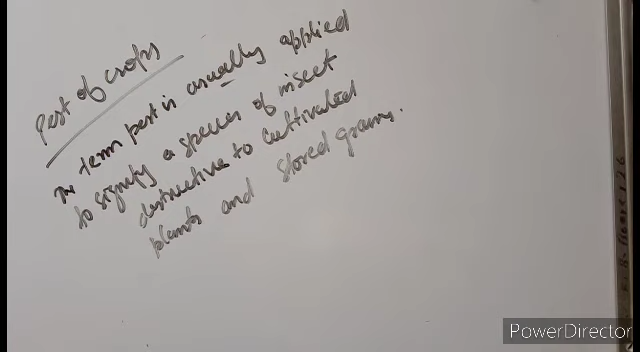 Pest of crops
The term pest is usually applied
to signify a species of insect
destructive to cultivated
plants and stored grains.
PowerDirector